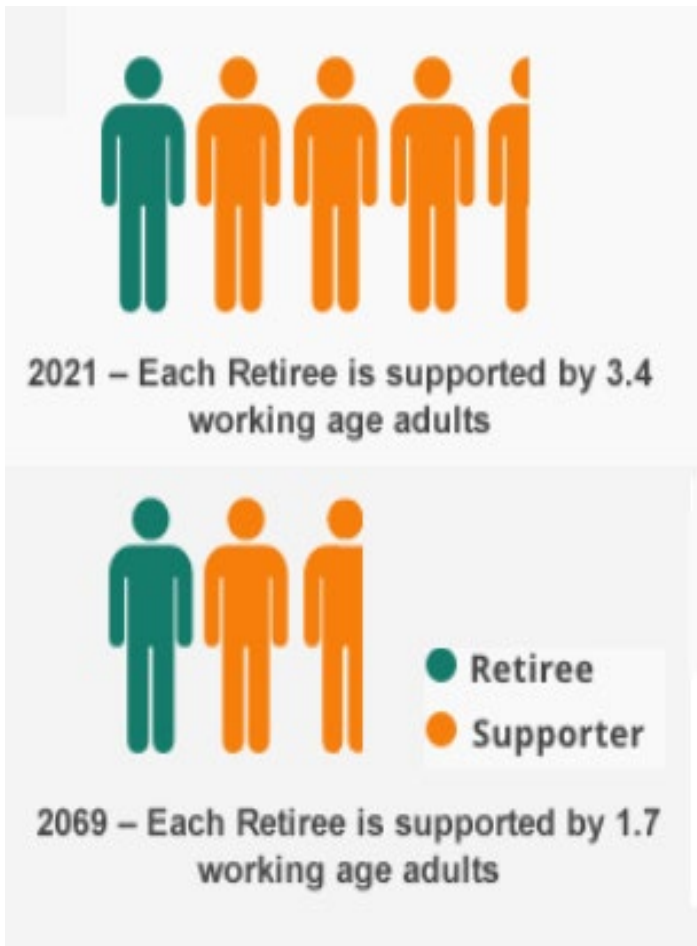 2021 – Each Retiree is supported by 3.4
working age adults
Retiree
Supporter
2069 – Each Retiree is supported by 1.7
working age adults